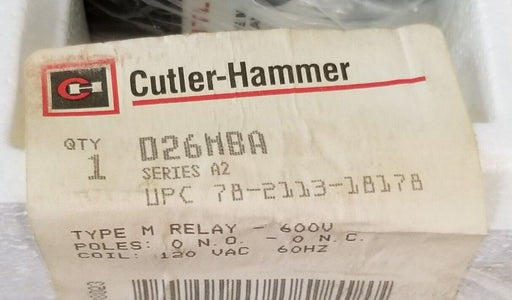 Cutler-Hammer
QTY
1
D26MBA
SERIES A2
UPC 78-2113-18178
TYPE M RELAY - 600V
POLES: 0 N.O. - 0 N.C.
COIL: 120 VAC 60HZ